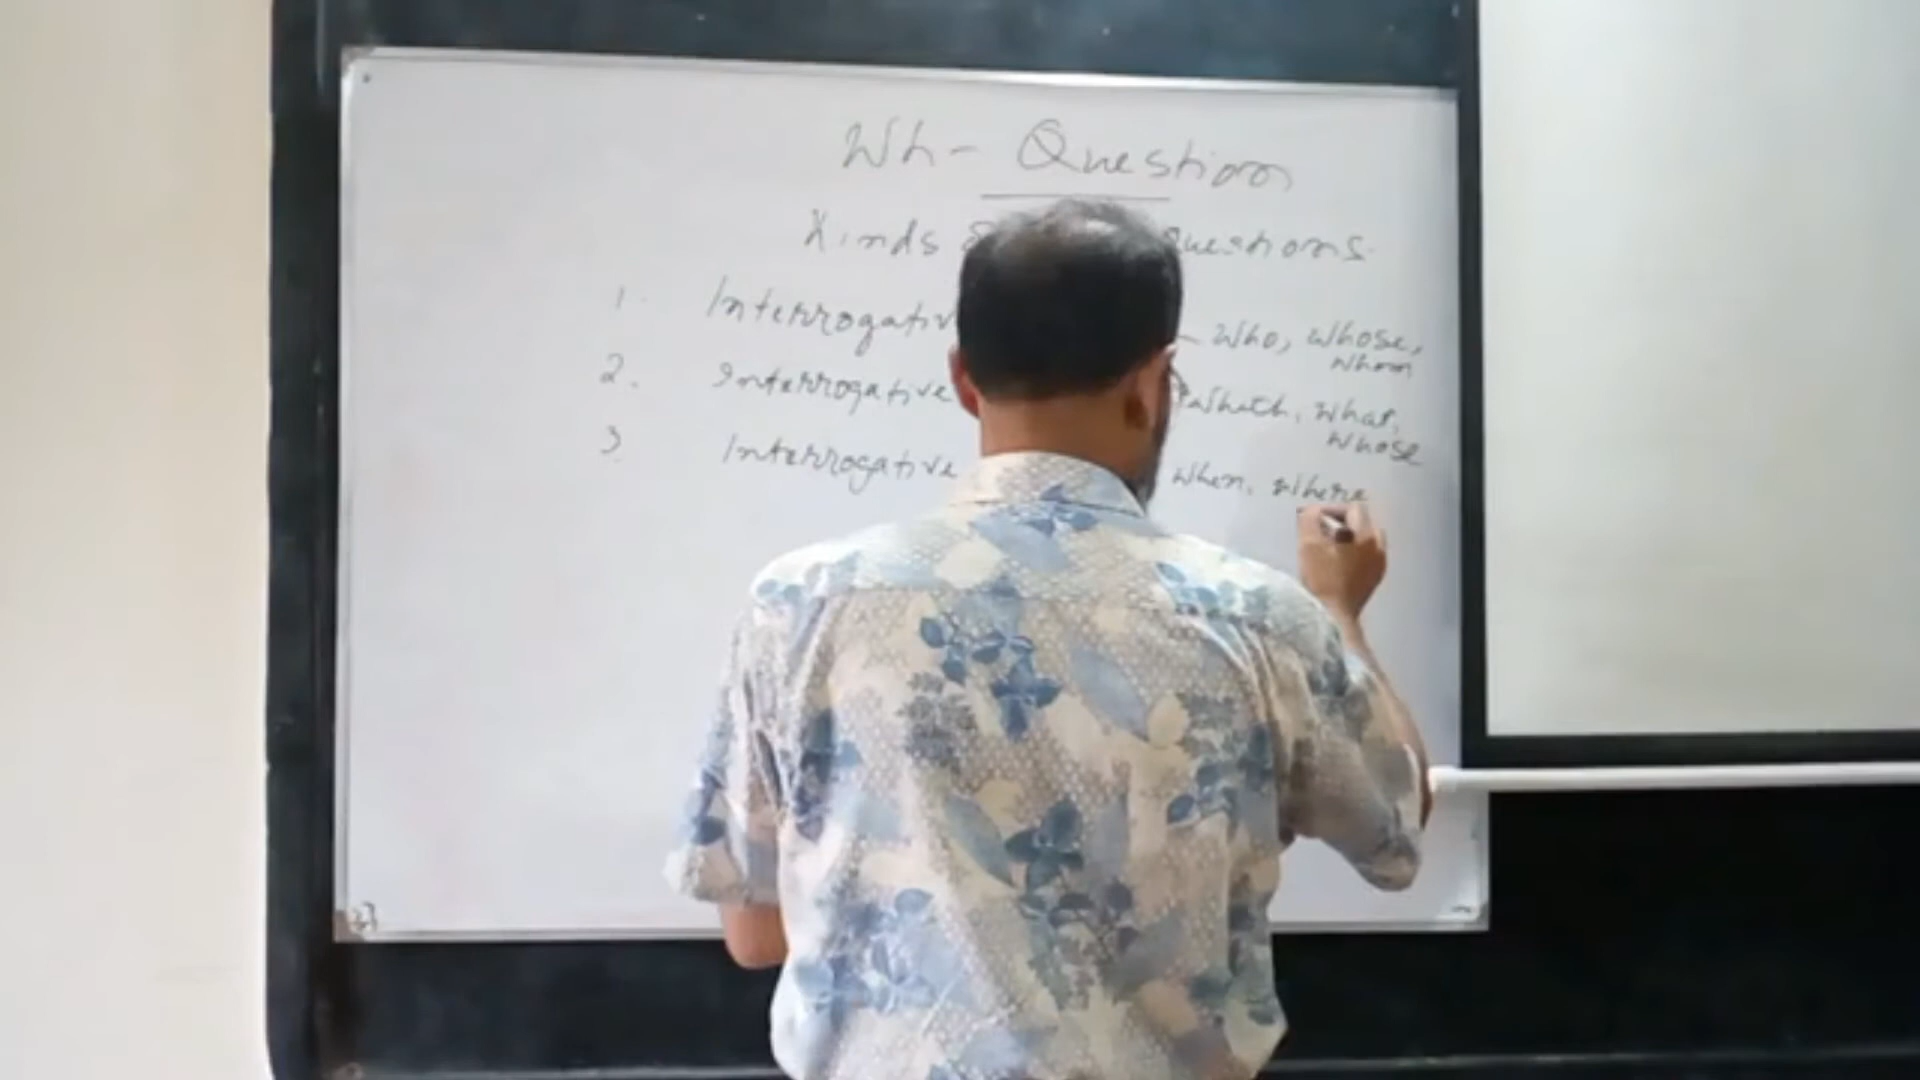 Wh- Question
Kinds Questions.
1. Interrogative - Who, Whose,
Whom
2. Interrogative Which, What,
Whose
3. Interrogative When, Where